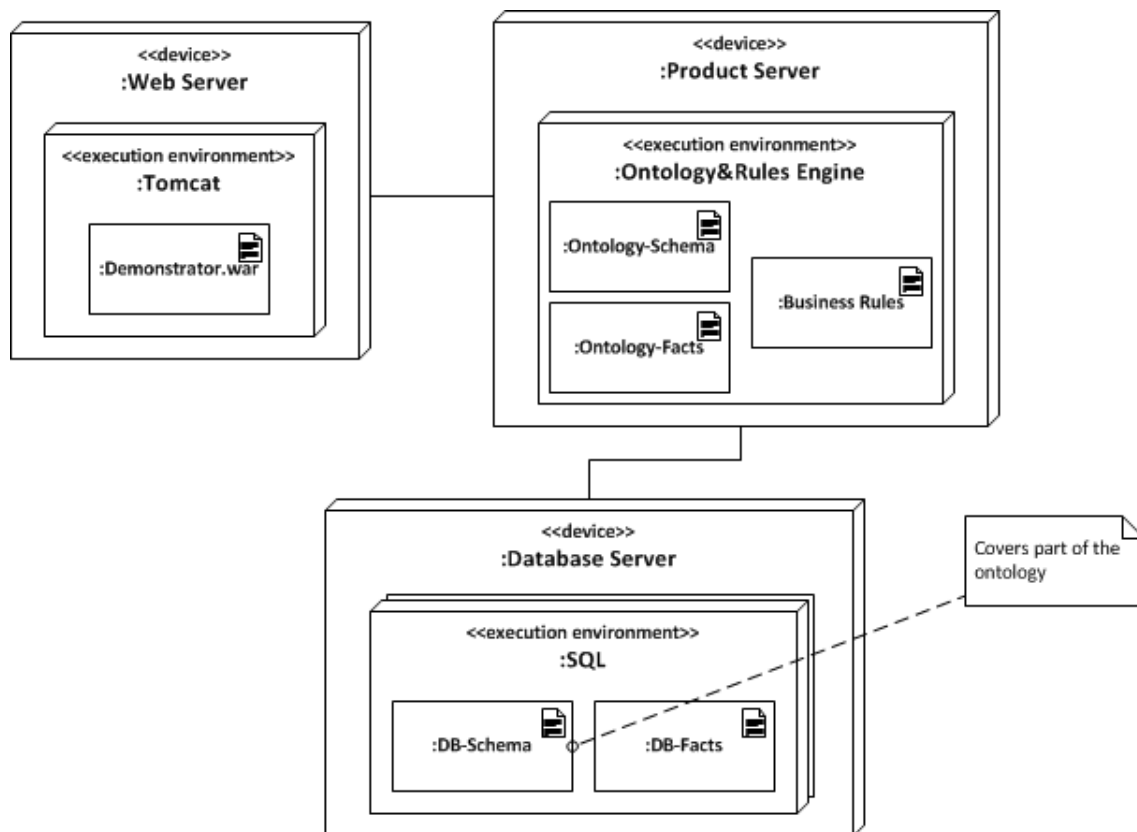 <<device>>
:Web Server
<<execution environment>>
:Tomcat
:Demonstrator.war
<<device>>
:Product Server
<<execution environment>>
:Ontology&Rules Engine
:Ontology-Schema
:Business Rules
:Ontology-Facts
<<device>>
:Database Server
<<execution environment>>
:SQL
:DB-Schema
:DB-Facts
Covers part of the
ontology